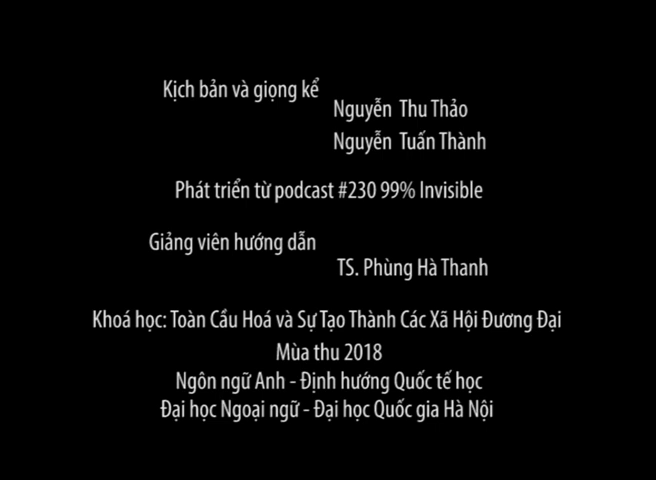 Kịch bản và giọng kể
Nguyễn Thu Thảo
Nguyễn Tuấn Thành
Phát triển từ podcast #230 99% Invisible
Giảng viên hướng dẫn
TS. Phùng Hà Thanh
Khoá học: Toàn Cầu Hoá và Sự Tạo Thành Các Xã Hội Đương Đại
Mùa thu 2018
Ngôn ngữ Anh - Định hướng Quốc tế học
Đại học Ngoại ngữ - Đại học Quốc gia Hà Nội